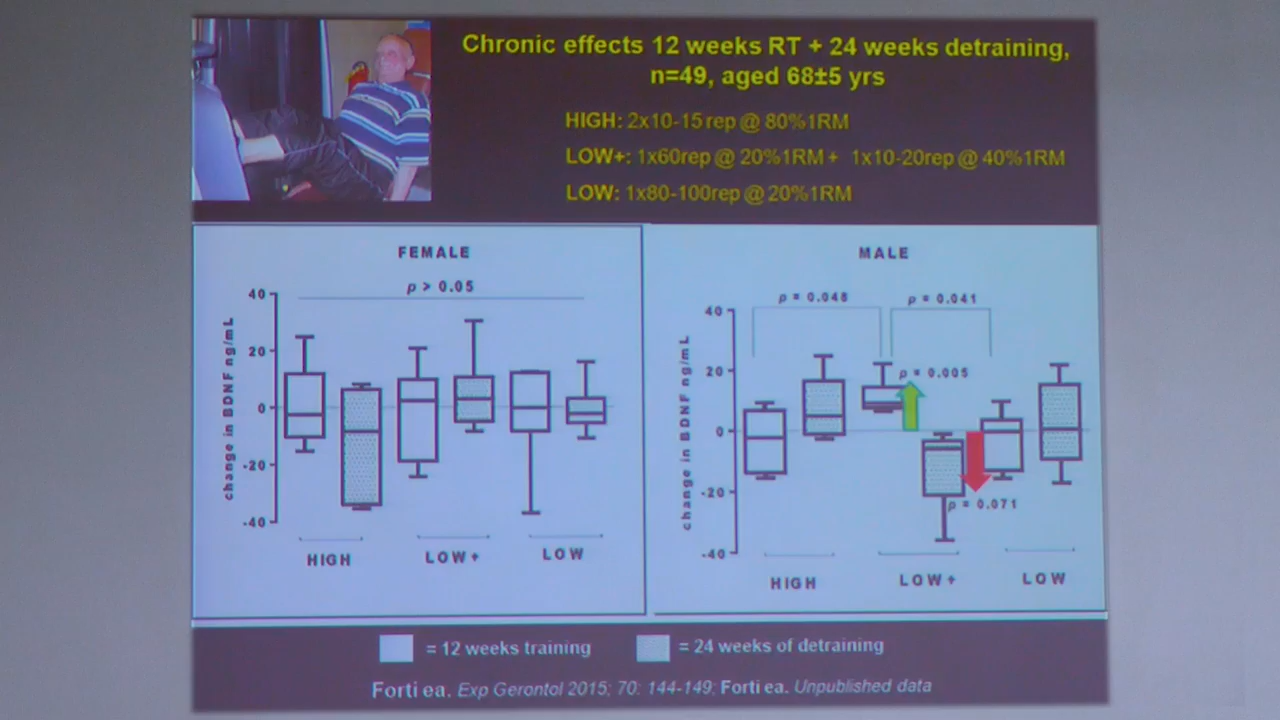 Chronic effects 12 weeks RT + 24 weeks detraining,
n=49, aged 68±5 yrs
HIGH: 2x10-15 rep @ 80%1RM
LOW+: 1x60rep @ 20%1RM + 1x10-20rep @ 40%1RM
LOW: 1x80-100rep @ 20%1RM
FEMALE
p > 0.05
change in BDNF ng/mL
40
20
0
-20
-40
HIGH LOW+ LOW
MALE
p = 0.048 p = 0.041
p = 0.005
change in BDNF ng/mL
40
20
0
-20
-40
p = 0.071
HIGH LOW+ LOW
= 12 weeks training = 24 weeks of detraining
Forti ea. Exp Gerontol 2015; 70: 144-149; Forti ea. Unpublished data